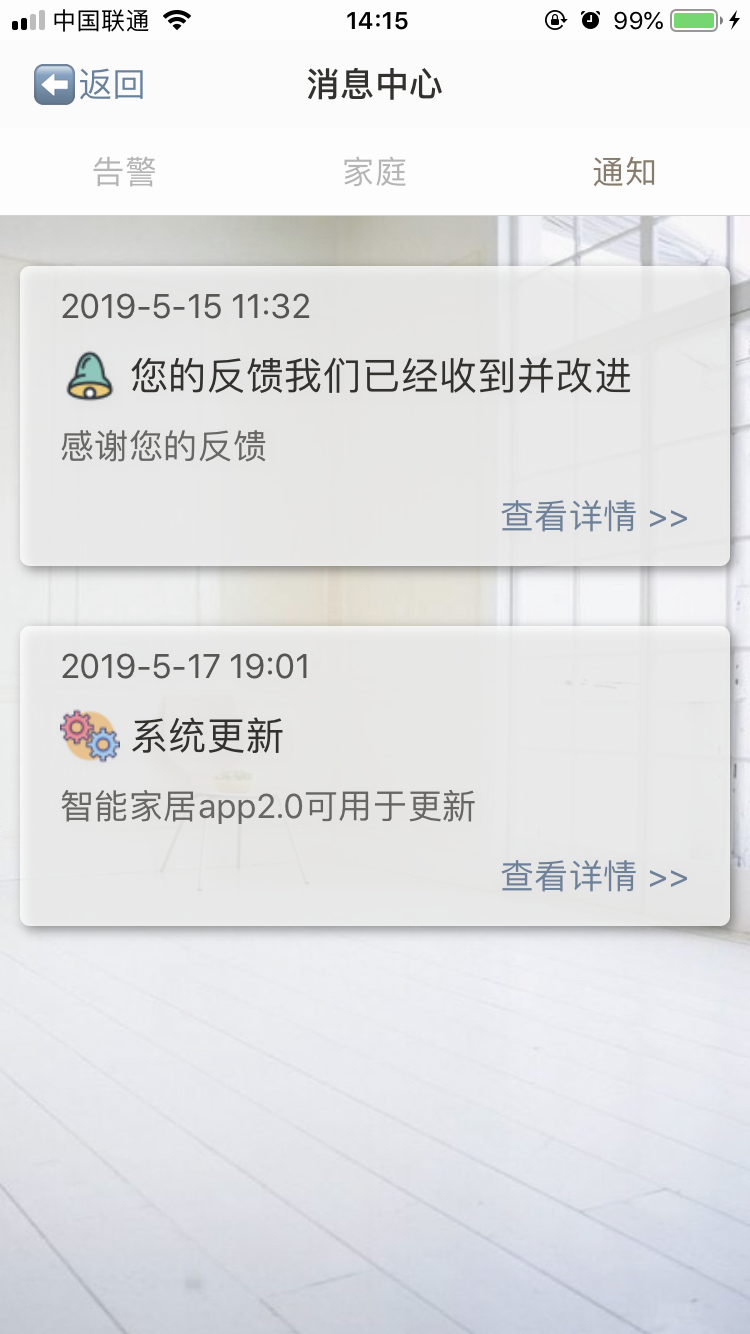 中国联通 14:15 99%
返回 消息中心
告警 家庭 通知
2019-5-15 11:32
您的反馈我们已经收到并改进
感谢您的反馈
查看详情 >>
2019-5-17 19:01
系统更新
智能家居app2.0可用于更新
查看详情 >>